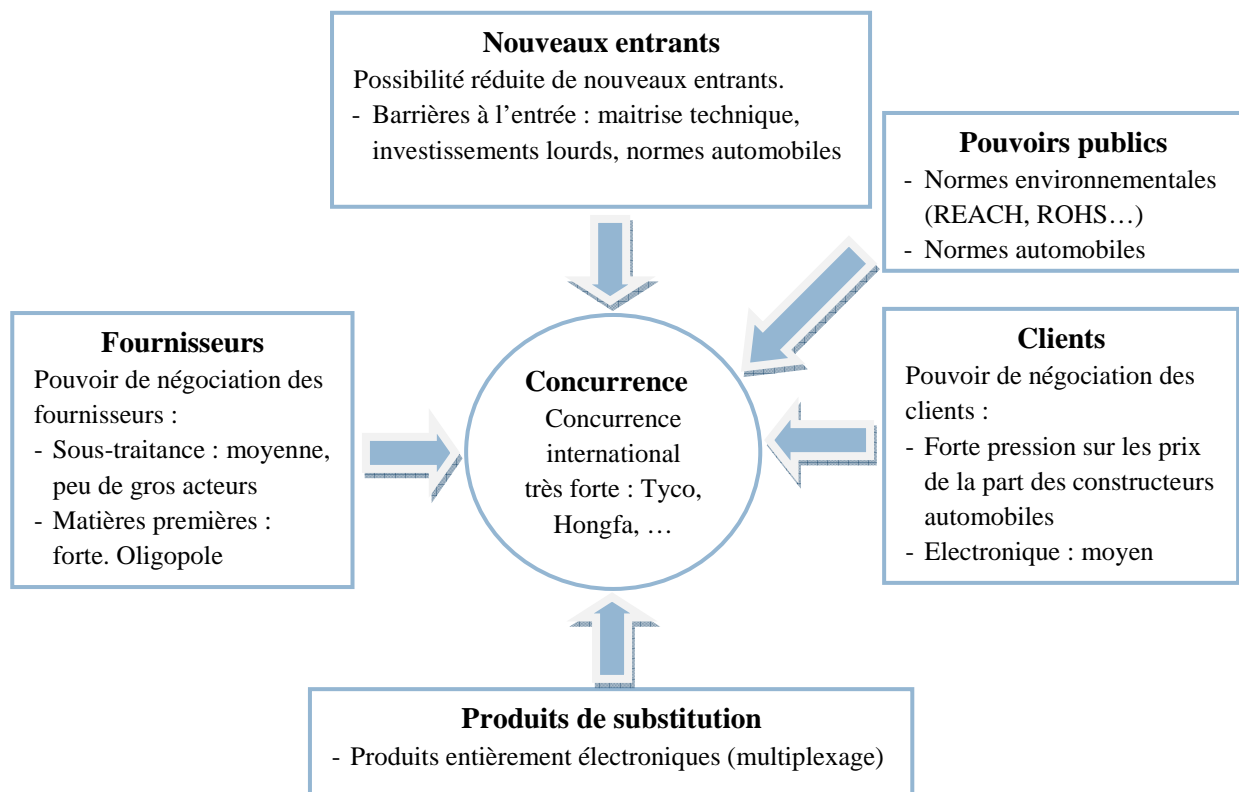 Nouveaux entrants
Possibilité réduite de nouveaux entrants.
- Barrières à l’entrée : maitrise technique,
investissements lourds, normes automobiles
Pouvoirs publics
- Normes environnementales
(REACH, ROHS…)
- Normes automobiles
Fournisseurs
Pouvoir de négociation des
fournisseurs :
- Sous-traitance : moyenne,
peu de gros acteurs
- Matières premières :
forte. Oligopole
Concurrence
Concurrence
international
très forte : Tyco,
Hongfa, …
Clients
Pouvoir de négociation des
clients :
- Forte pression sur les prix
de la part des constructeurs
automobiles
- Electronique : moyen
Produits de substitution
- Produits entièrement électroniques (multiplexage)